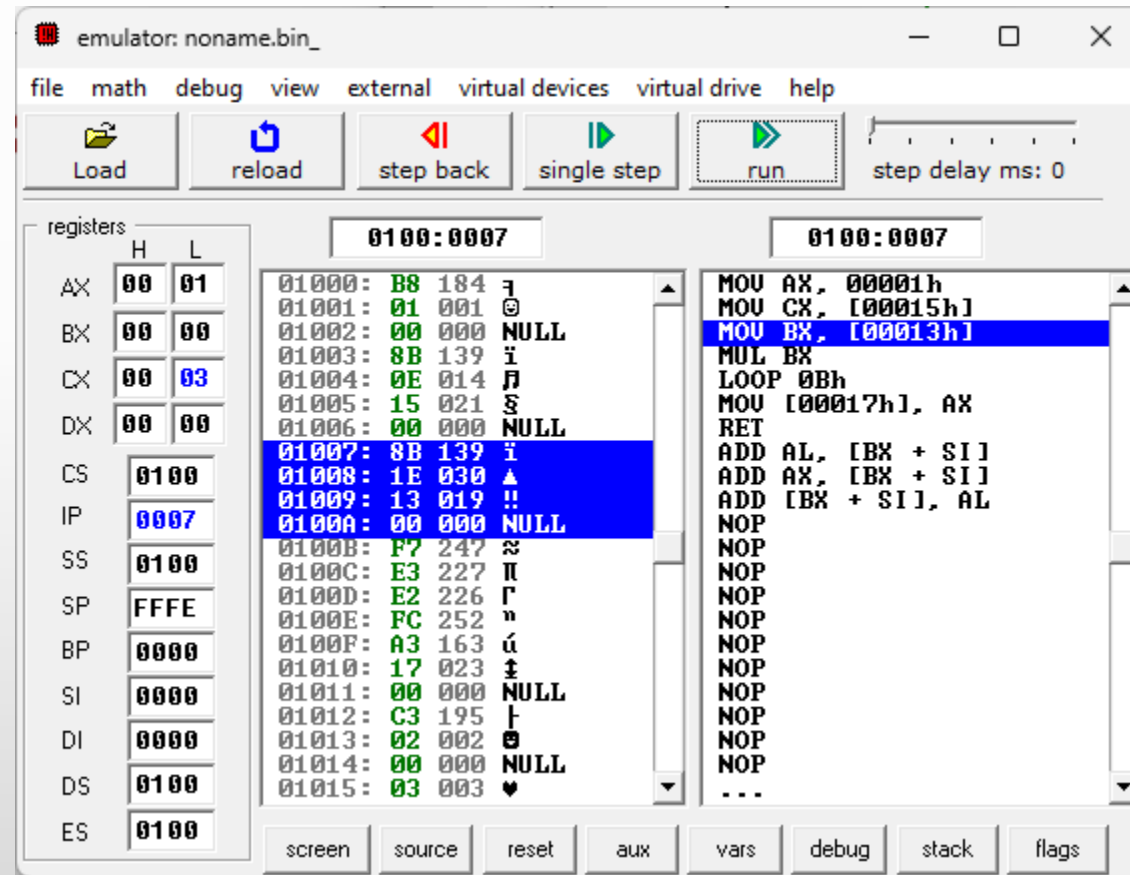 emulator: noname.bin_
file math debug view external virtual devices virtual drive help
Load reload step back single step run step delay ms: 0
registers
H L
AX 00 01
BX 00 00
CX 00 03
DX 00 00
CS 0100
IP 0007
SS 0100
SP FFFE
BP 0000
SI 0000
DI 0000
DS 0100
ES 0100
0100:0007
01000: B8 184 ╕
01001: 01 001 ☺
01002: 00 000 NULL
01003: 8B 139 ï
01004: 0E 014 ♫
01005: 15 021 §
01006: 00 000 NULL
01007: 8B 139 ï
01008: 1E 030 ▲
01009: 13 019 ‼
0100A: 00 000 NULL
0100B: F7 247 ≈
0100C: E3 227 π
0100D: E2 226 Γ
0100E: FC 252 ⁿ
0100F: A3 163 ú
01010: 17 023 ↨
01011: 00 000 NULL
01012: C3 195 ├
01013: 02 002 ☻
01014: 00 000 NULL
01015: 03 003 ♥
0100:0007
MOV AX, 00001h
MOV CX, [00015h]
MOV BX, [00013h]
MUL BX
LOOP 0Bh
MOV [00017h], AX
RET
ADD AL, [BX + SI]
ADD AX, [BX + SI]
ADD [BX + SI], AL
NOP
NOP
NOP
NOP
NOP
NOP
NOP
NOP
NOP
NOP
NOP
...
screen source reset aux vars debug stack flags